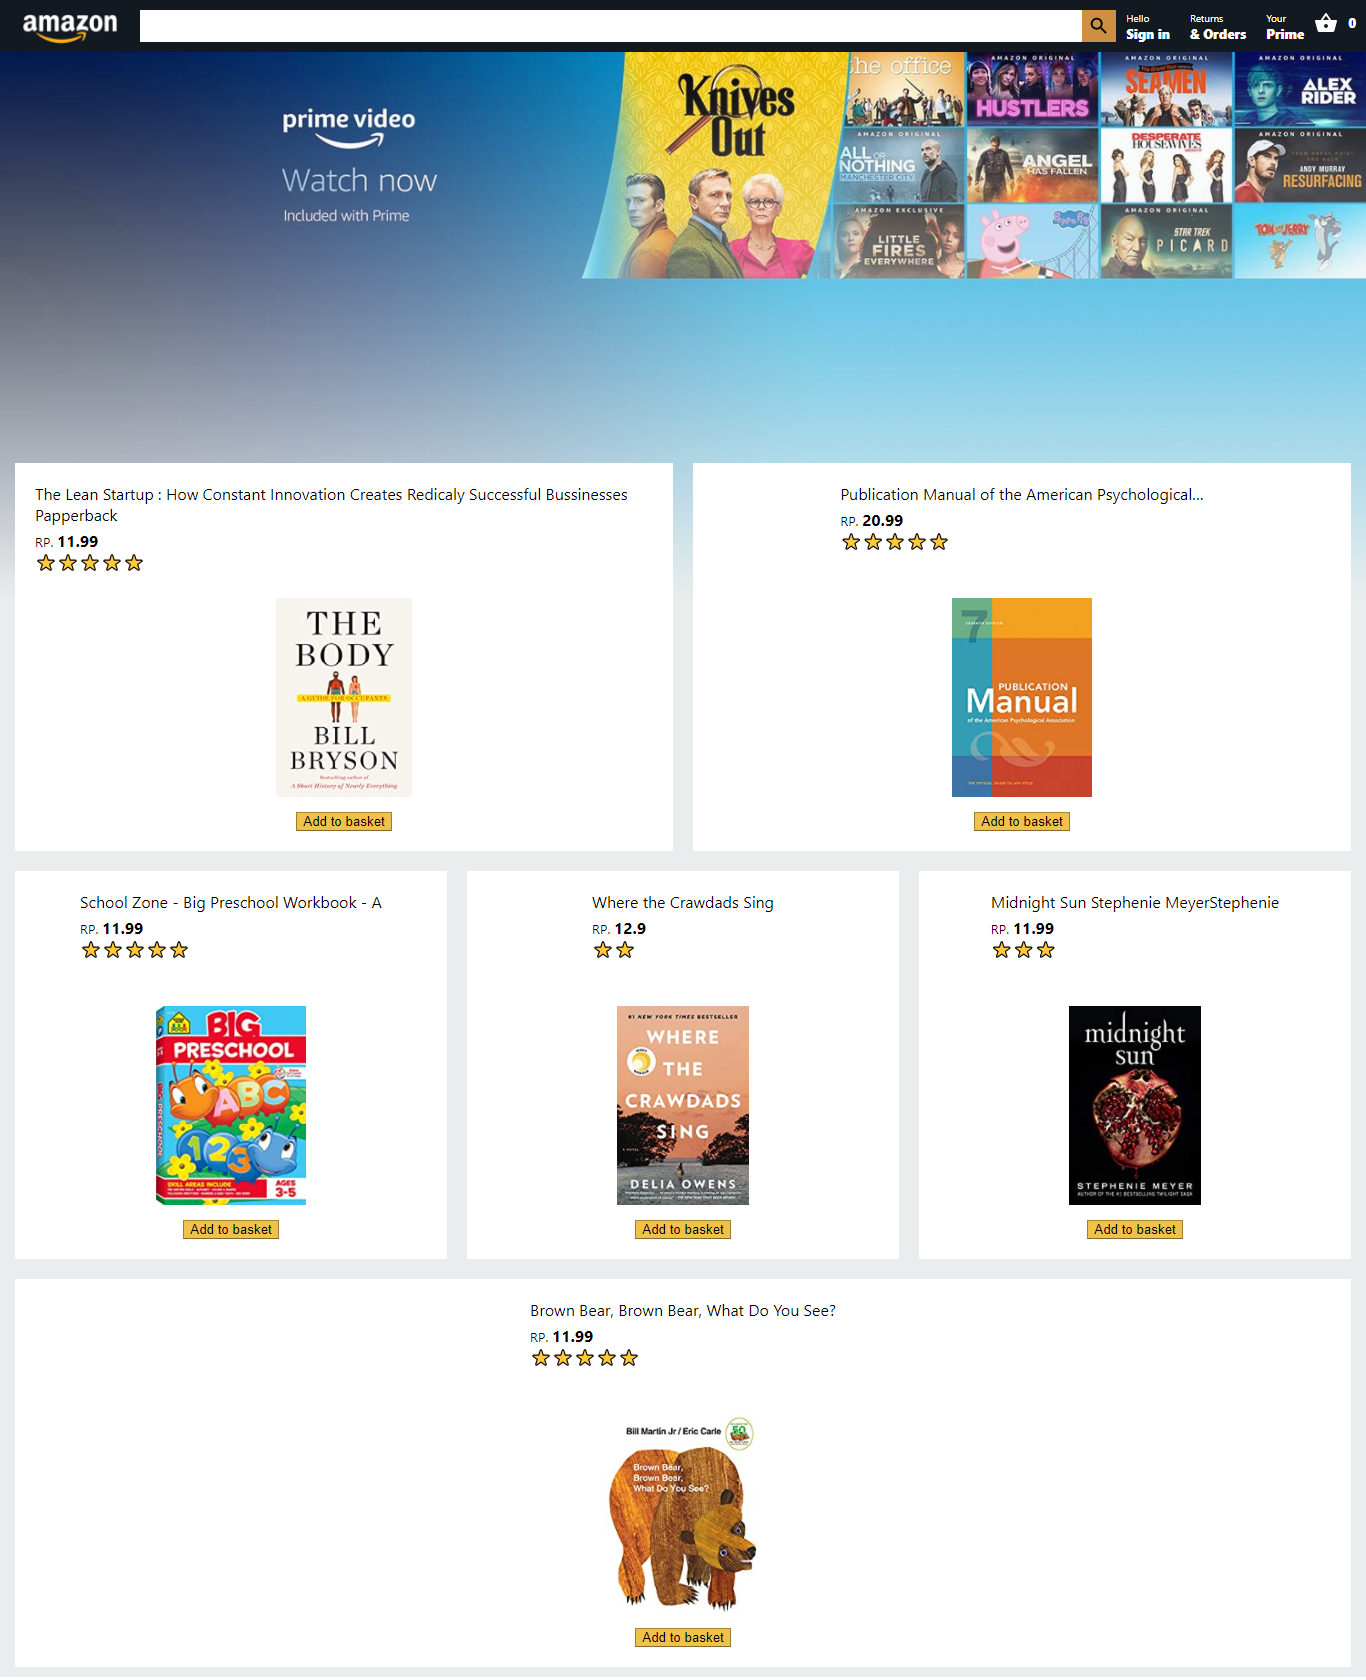 amazon
Hello
Sign in
Returns
& Orders
Your
Prime
0
prime video
Watch now
Included with Prime
Knives
Out
the office
AMAZON ORIGINAL
HUSTLERS
AMAZON ORIGINAL
SEAMEN
AMAZON ORIGINAL
ALEX
RIDER
AMAZON ORIGINAL
ALL OR
NOTHING
MANCHESTER CITY
ANGEL
HAS FALLEN
DESPERATE
HOUSEWIVES
AMAZON ORIGINAL
ANDY MURRAY
RESURFACING
AMAZON EXCLUSIVE
LITTLE
FIRES
EVERYWHERE
Peppa Pig
AMAZON ORIGINAL
STAR TREK
PICARD
TOM AND JERRY
The Lean Startup : How Constant Innovation Creates Redicaly Successful Bussinesses
Papperback
RP. 11.99
THE
BODY
A GUIDE FOR OCCUPANTS
BILL
BRYSON
Bestselling author of
A Short History of Nearly Everything
Add to basket
Publication Manual of the American Psychological...
RP. 20.99
7
SEVENTH EDITION
PUBLICATION
Manual
of the American Psychological Association
THE OFFICIAL GUIDE TO APA STYLE
Add to basket
School Zone - Big Preschool Workbook - A
RP. 11.99
BIG
PRESCHOOL
BIG PRESCHOOL
ABC
123
SKILL AREAS INCLUDE
AGES
3-5
Add to basket
Where the Crawdads Sing
RP. 12.9
#1 NEW YORK TIMES BESTSELLER
WHERE
THE
CRAWDADS
SING
A NOVEL
DELIA OWENS
Add to basket
Midnight Sun Stephenie MeyerStephenie
RP. 11.99
midnight
sun
STEPHENIE MEYER
AUTHOR OF THE #1 BESTSELLING TWILIGHT SAGA
Add to basket
Brown Bear, Brown Bear, What Do You See?
RP. 11.99
Bill Martin Jr / Eric Carle
50
Brown Bear,
Brown Bear,
What Do You See?
Add to basket